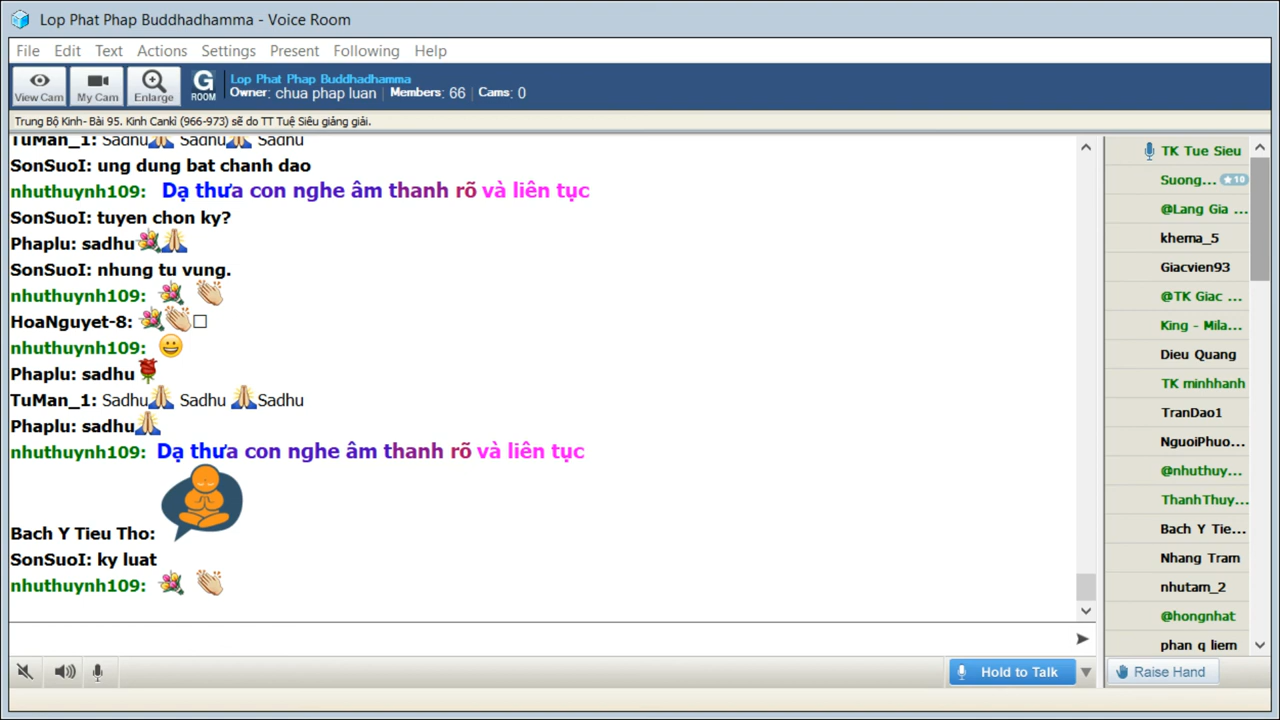 Lop Phat Phap Buddhadhamma - Voice Room
File Edit Text Actions Settings Present Following Help
View Cam My Cam Enlarge G ROOM
Lop Phat Phap Buddhadhamma
Owner: chua phap luan | Members: 66 | Cams: 0
Trung Bộ Kinh- Bài 95. Kinh Canki (966-973) sẽ do TT Tuệ Siêu giảng giải.
TuMan_1: Sadhu Sadhu Sadhu
SonSuoI: ung dung bat chanh dao
nhuthuynh109: Dạ thưa con nghe âm thanh rõ và liên tục
SonSuoI: tuyen chon ky?
Phaplu: sadhu
SonSuoI: nhung tu vung.
nhuthuynh109:
HoaNguyet-8:
nhuthuynh109:
Phaplu: sadhu
TuMan_1: Sadhu Sadhu Sadhu
Phaplu: sadhu
nhuthuynh109: Dạ thưa con nghe âm thanh rõ và liên tục
Bach Y Tieu Tho:
SonSuoI: ky luat
nhuthuynh109:
TK Tue Sieu
Suong... 10
@Lang Gia ...
khema_5
Giacvien93
@TK Giac ...
King - Mila...
Dieu Quang
TK minhhanh
TranDao1
NguoiPhuo...
@nhuthuy...
ThanhThuy...
Bach Y Tie...
Nhang Tram
nhutam_2
@hongnhat
phan q liem
Hold to Talk
Raise Hand